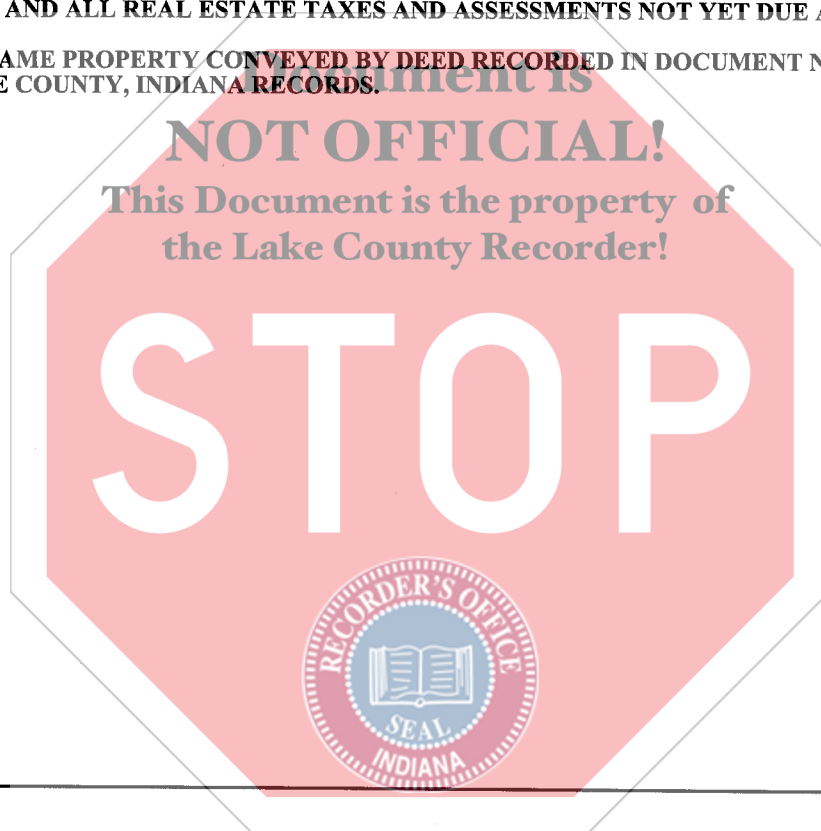 AND ALL REAL ESTATE TAXES AND ASSESSMENTS NOT YET DUE
AME PROPERTY CONVEYED BY DEED RECORDED IN DOCUMENT N
E COUNTY, INDIANA RECORDS.
Document is
NOT OFFICIAL!
This Document is the property of
the Lake County Recorder!
STOP
RECORDER'S OFFICE
SEAL
INDIANA